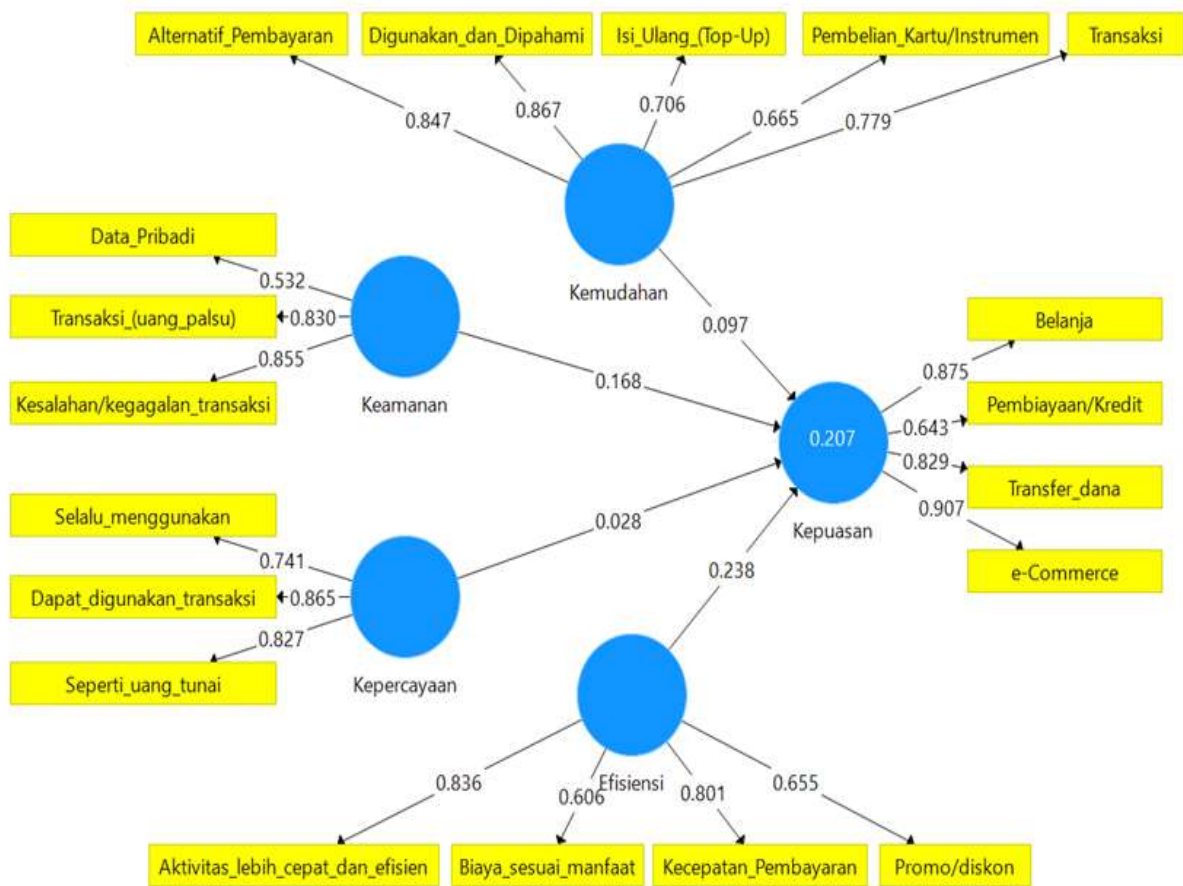 Alternatif_Pembayaran
Digunakan_dan_Dipahami
Isi_Ulang_(Top-Up)
Pembelian_Kartu/Instrumen
Transaksi
0.847
0.867
0.706
0.665
0.779
Kemudahan
Data_Pribadi
Transaksi_(uang_palsu)
Kesalahan/kegagalan_transaksi
0.532
0.830
0.855
Keamanan
0.097
0.168
0.028
0.238
0.207
Kepuasan
0.875
0.643
0.829
0.907
Belanja
Pembiayaan/Kredit
Transfer_dana
e-Commerce
Selalu_menggunakan
Dapat_digunakan_transaksi
Seperti_uang_tunai
0.741
0.865
0.827
Kepercayaan
Efisiensi
0.836
0.606
0.801
0.655
Aktivitas_lebih_cepat_dan_efisien
Biaya_sesuai_manfaat
Kecepatan_Pembayaran
Promo/diskon